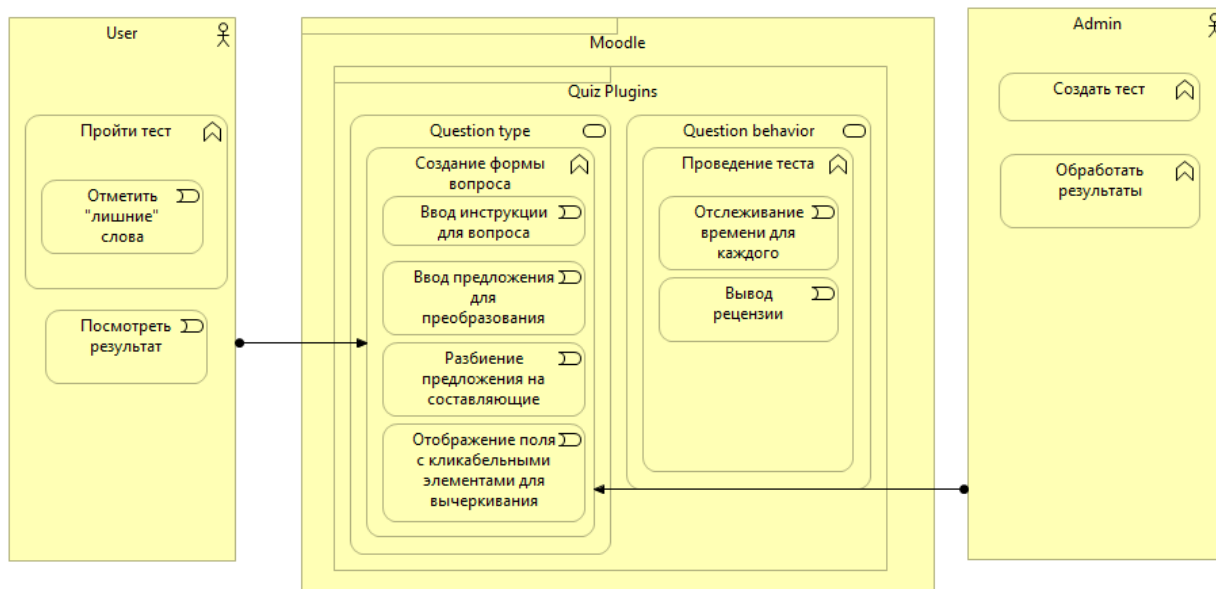 User
Пройти тест
Отметить
"лишние"
слова
Посмотреть
результат
Moodle
Quiz Plugins
Question type
Создание формы
вопроса
Ввод инструкции
для вопроса
Ввод предложения
для
преобразования
Разбиение
предложения на
составляющие
Отображение поля
с кликабельными
элементами для
вычеркивания
Question behavior
Проведение теста
Отслеживание
времени для
каждого
Вывод
рецензии
Admin
Создать тест
Обработать
результаты